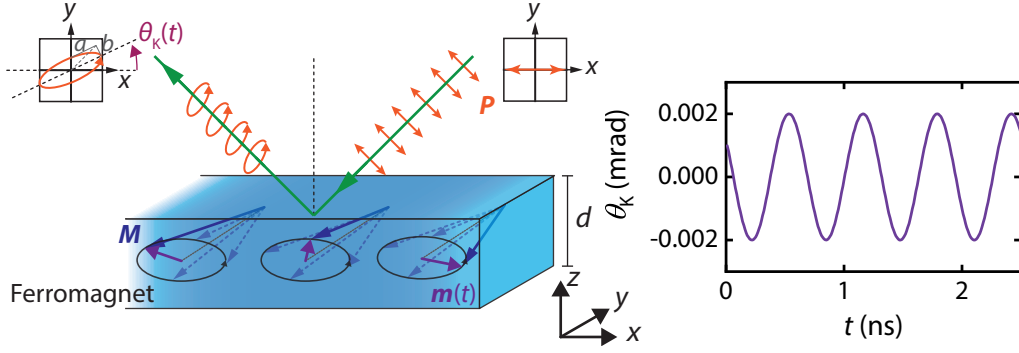 y
a
b
θK(t)
x
P
y
x
M
d
Ferromagnet
m(t)
z
y
x
θK (mrad)
0.002
0.000
-0.002
0
1
2
t (ns)